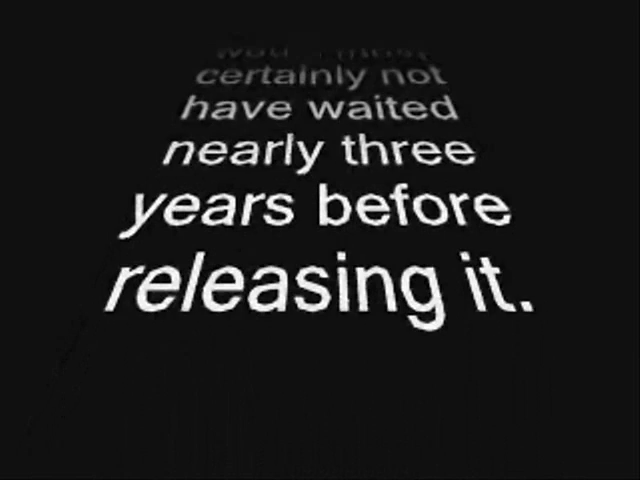 certainly not
have waited
nearly three
years before
releasing it.